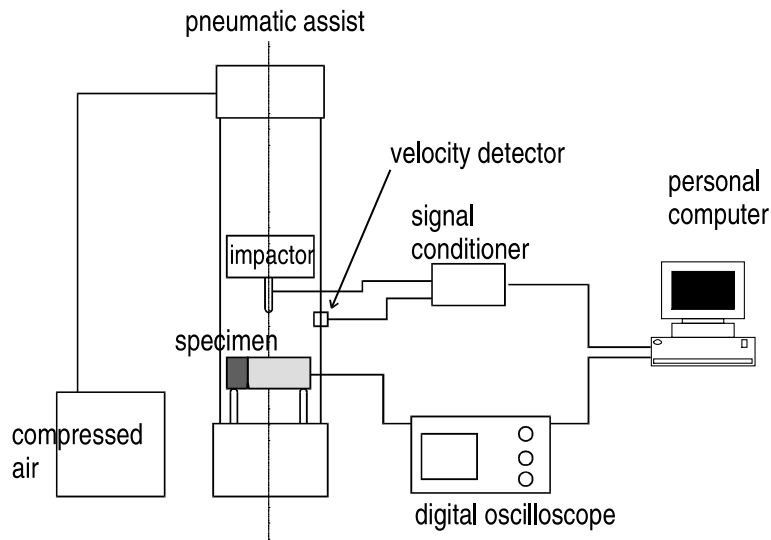 pneumatic assist
velocity detector
personal
computer
signal
conditioner
impactor
specimen
compressed
air
digital oscilloscope